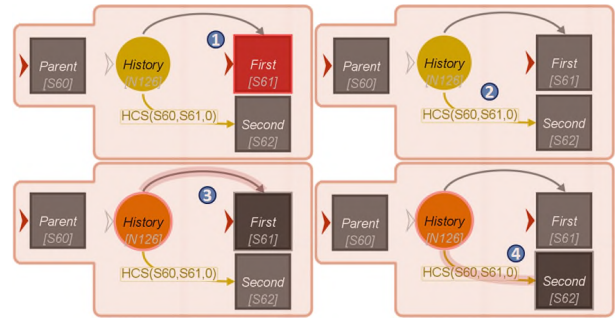 1
Parent
[S60]
History
[N126]
First
[S61]
HCS(S60,S61,0)
Second
[S62]
2
Parent
[S60]
History
[N126]
First
[S61]
HCS(S60,S61,0)
Second
[S62]
3
Parent
[S60]
History
[N126]
First
[S61]
HCS(S60,S61,0)
Second
[S62]
4
Parent
[S60]
History
[N126]
First
[S61]
HCS(S60,S61,0)
Second
[S62]